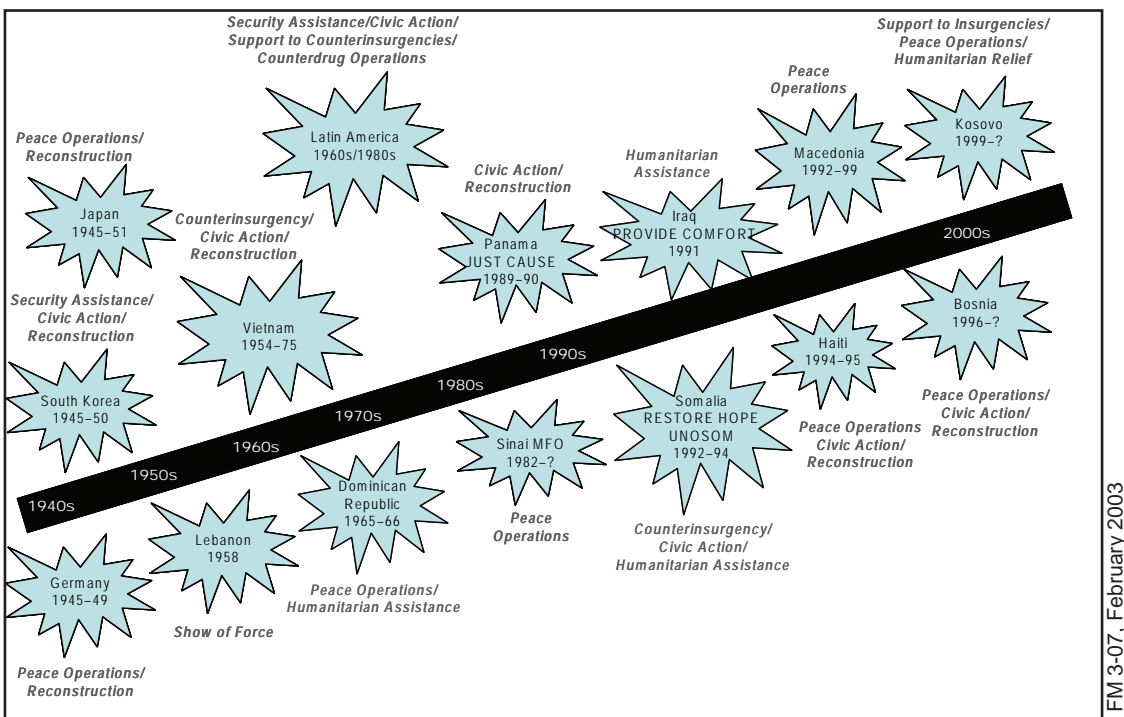 Security Assistance/Civic Action/
Support to Counterinsurgencies/
Counterdrug Operations
Latin America
1960s/1980s
Support to Insurgencies/
Peace Operations/
Humanitarian Relief
Kosovo
1999–?
Peace
Operations
Macedonia
1992–99
Peace Operations/
Reconstruction
Japan
1945–51
Counterinsurgency/
Civic Action/
Reconstruction
Vietnam
1954–75
Civic Action/
Reconstruction
Panama
JUST CAUSE
1989–90
Humanitarian
Assistance
Iraq
PROVIDE COMFORT
1991
Security Assistance/
Civic Action/
Reconstruction
South Korea
1945–50
1940s
1950s
1960s
1970s
1980s
1990s
2000s
Germany
1945–49
Peace Operations/
Reconstruction
Lebanon
1958
Show of Force
Dominican
Republic
1965–66
Peace Operations/
Humanitarian Assistance
Sinai MFO
1982–?
Peace
Operations
Somalia
RESTORE HOPE
UNOSOM
1992–94
Counterinsurgency/
Civic Action/
Humanitarian Assistance
Haiti
1994–95
Peace Operations
Civic Action/
Reconstruction
Bosnia
1996–?
Peace Operations/
Civic Action/
Reconstruction
FM 3-07, February 2003